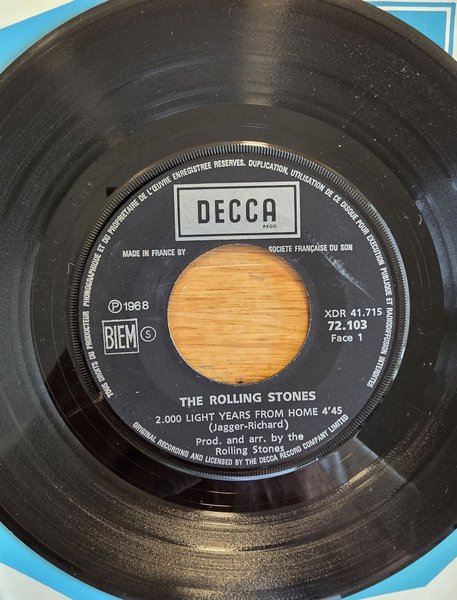 TOUS DROITS DU PRODUCTEUR PHONOGRAPHIQUE ET DU PROPRIETAIRE DE L'ŒUVRE ENREGISTREE RESERVES. DUPLICATION, UTILISATION DE CE DISQUE POUR EXECUTION PUBLIQUE ET RADIODIFFUSION INTERDITES
DECCA
REGD.
MADE IN FRANCE BY SOCIETE FRANÇAISE DU SON
Ⓟ1968
BIEM
S
XDR 41.715
72.103
Face 1
THE ROLLING STONES
2.000 LIGHT YEARS FROM HOME 4'45
(Jagger-Richard)
Prod. and arr. by the
Rolling Stones
ORIGINAL RECORDING AND LICENSED BY THE DECCA RECORD COMPANY LIMITED